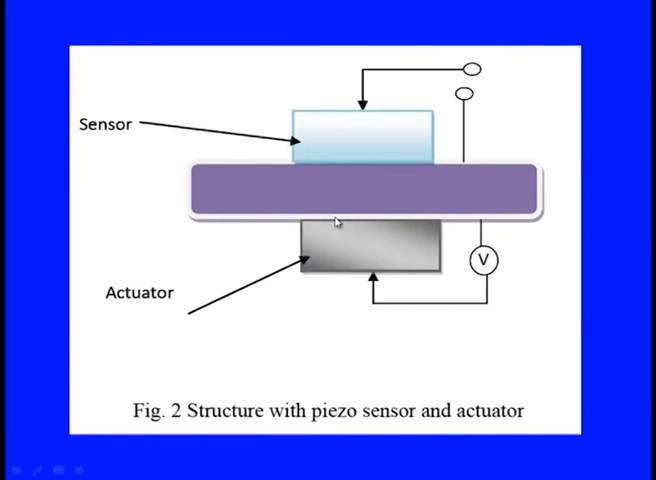 Sensor
V
Actuator
Fig. 2 Structure with piezo sensor and actuator